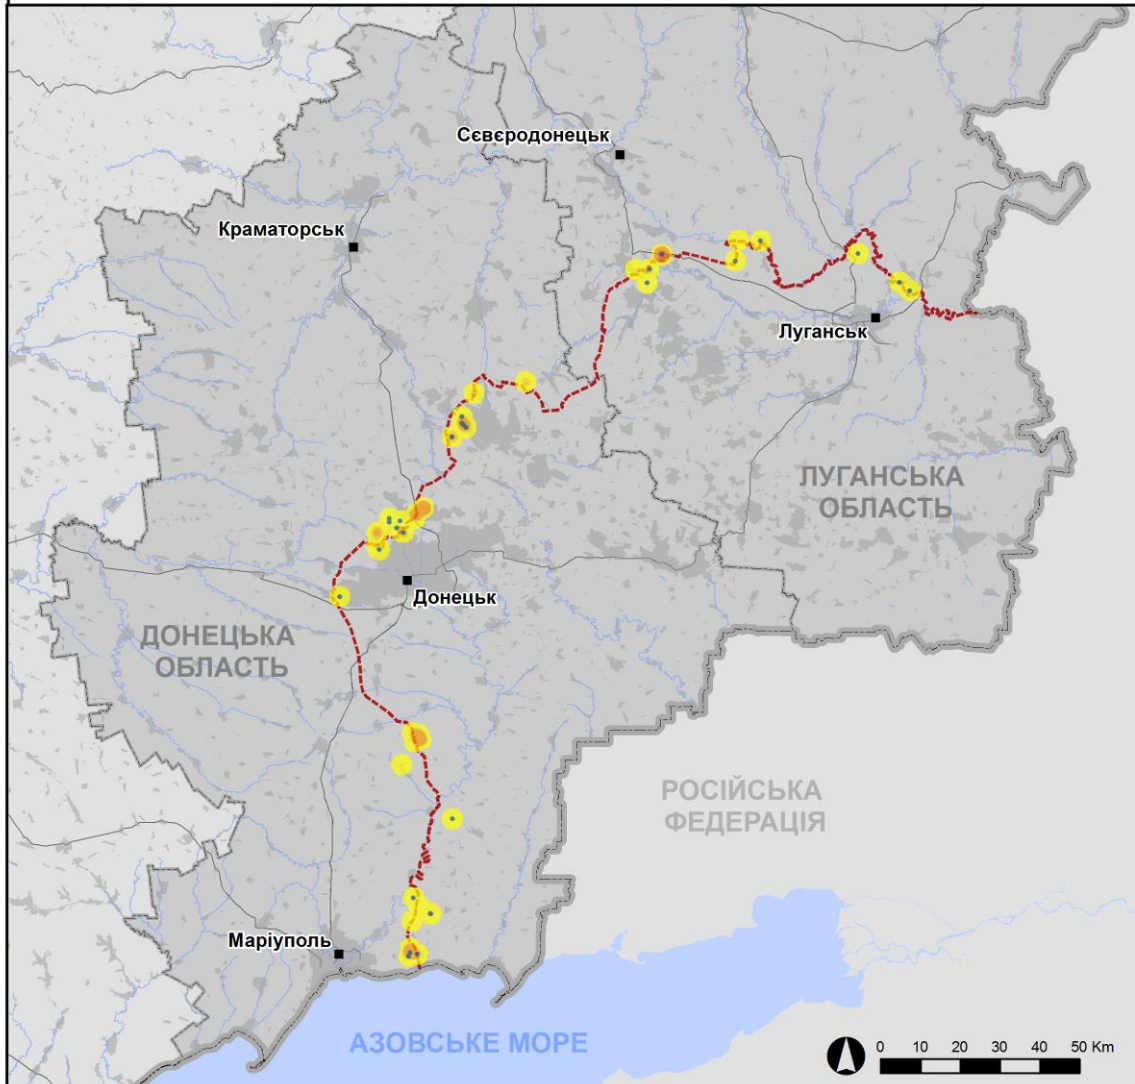 Сєвєродонецьк
Краматорськ
Луганськ
ЛУГАНСЬКА
ОБЛАСТЬ
Донецьк
ДОНЕЦЬКА
ОБЛАСТЬ
РОСІЙСЬКА
ФЕДЕРАЦІЯ
Маріуполь
АЗОВСЬКЕ МОРЕ
0 10 20 30 40 50 Km